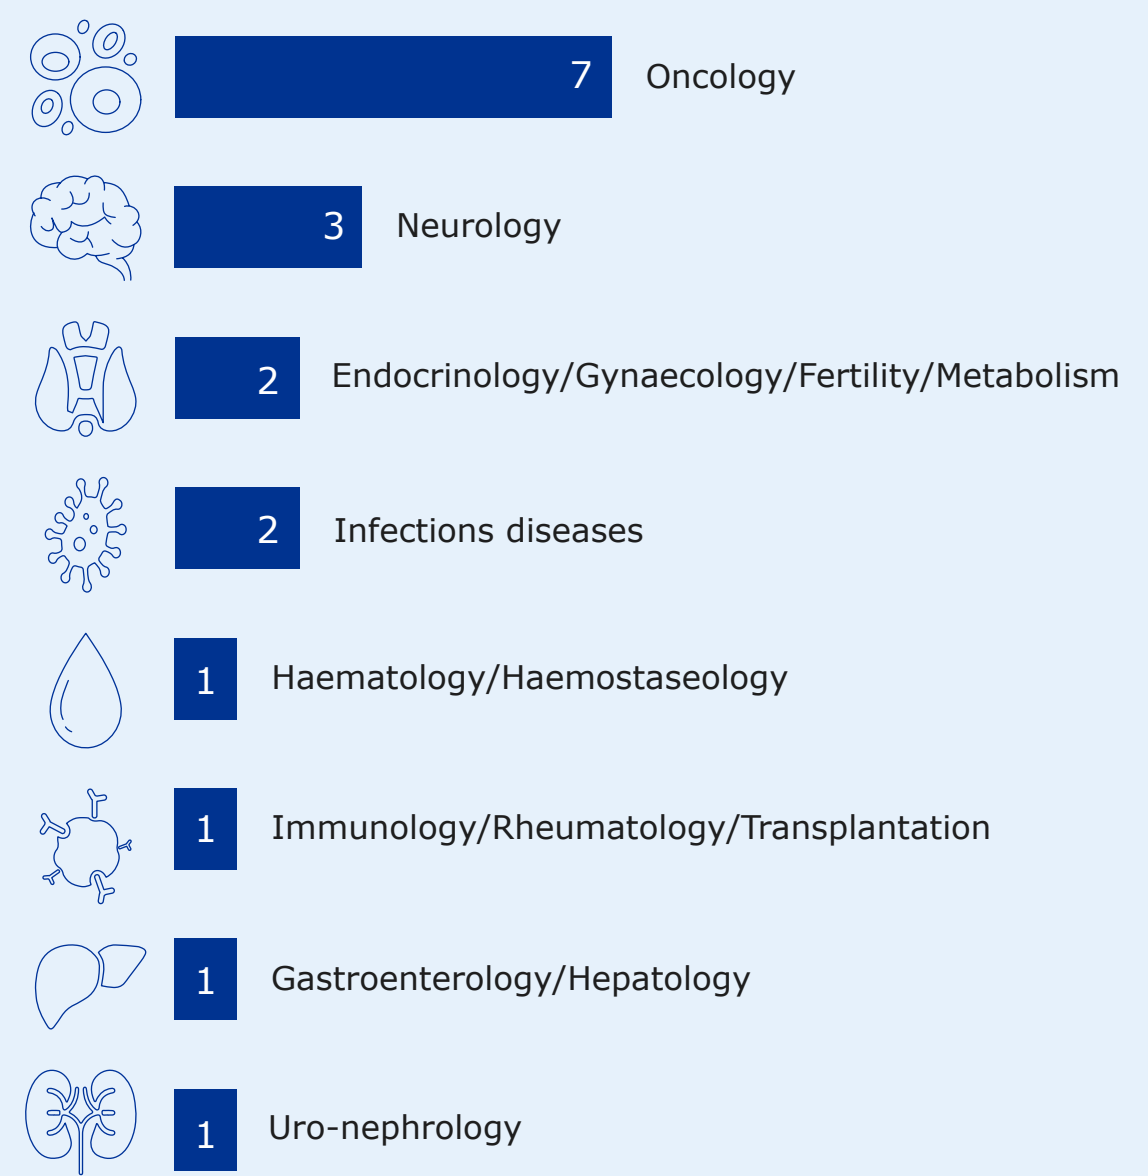 7 Oncology
3 Neurology
2 Endocrinology/Gynaecology/Fertility/Metabolism
2 Infections diseases
1 Haematology/Haemostaseology
1 Immunology/Rheumatology/Transplantation
1 Gastroenterology/Hepatology
1 Uro-nephrology